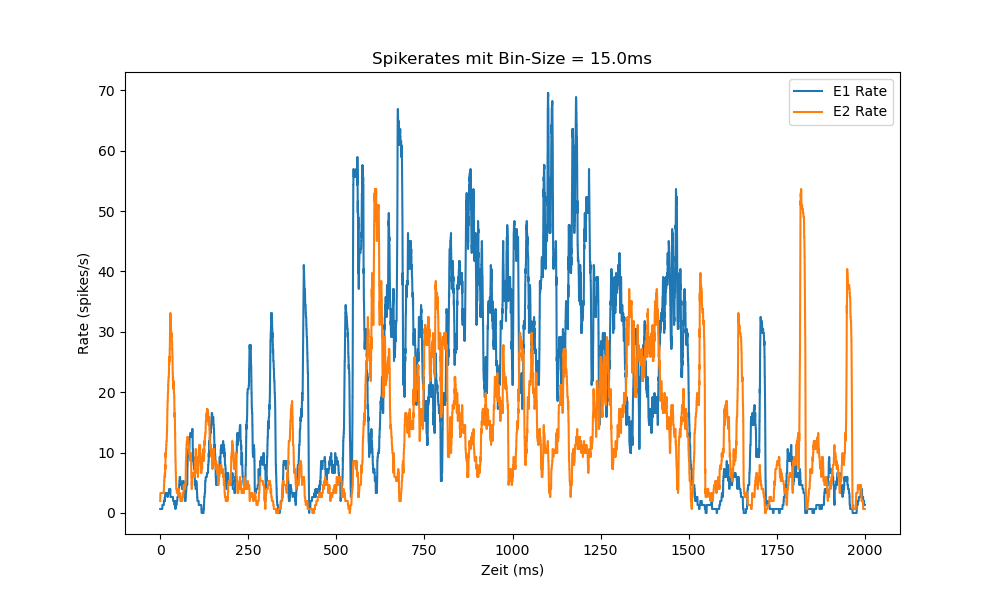 Spikerates mit Bin-Size = 15.0ms
E1 Rate
E2 Rate
70
60
50
40
30
20
10
0
Rate (spikes/s)
0 250 500 750 1000 1250 1500 1750 2000
Zeit (ms)